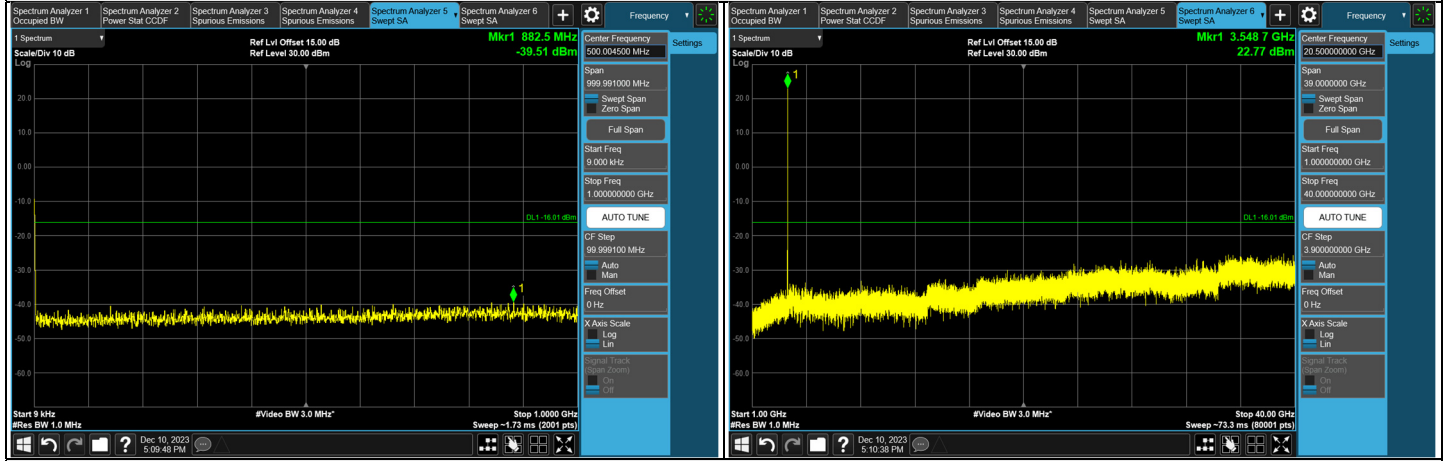 Spectrum Analyzer 1 Spectrum Analyzer 2 Spectrum Analyzer 3 Spectrum Analyzer 4 Spectrum Analyzer 5 Spectrum Analyzer 6
Occupied BW Power Stat CCDF Spurious Emissions Spurious Emissions Swept SA Swept SA
Frequency
1 Spectrum
Ref Lvl Offset 15.00 dB
Mkr1 882.5 MHz
Scale/Div 10 dB
Ref Level 30.00 dBm
-39.51 dBm
Log
1
20.0
10.0
0.00
-10.0
DL1 -16.01 dBm
-20.0
-30.0
-40.0
-50.0
-60.0
Start 9 kHz
#Video BW 3.0 MHz*
Stop 1.0000 GHz
#Res BW 1.0 MHz
Sweep ~1.73 ms (2001 pts)
?
Dec 10, 2023
5:09:48 PM
Center Frequency
500.004500 MHz
Settings
Span
999.991000 MHz
Swept Span
Zero Span
Full Span
Start Freq
9.000 kHz
Stop Freq
1.000000000 GHz
AUTO TUNE
CF Step
99.999100 MHz
Auto
Man
Freq Offset
0 Hz
X Axis Scale
Log
Lin
Signal Track
(Span Zoom)
On
Off
Spectrum Analyzer 1 Spectrum Analyzer 2 Spectrum Analyzer 3 Spectrum Analyzer 4 Spectrum Analyzer 5 Spectrum Analyzer 6
Occupied BW Power Stat CCDF Spurious Emissions Spurious Emissions Swept SA Swept SA
Frequency
1 Spectrum
Ref Lvl Offset 15.00 dB
Mkr1 3.548 7 GHz
Scale/Div 10 dB
Ref Level 30.00 dBm
22.77 dBm
Log
1
20.0
10.0
0.00
-10.0
DL1 -16.01 dBm
-20.0
-30.0
-40.0
-50.0
-60.0
Start 1.00 GHz
#Video BW 3.0 MHz*
Stop 40.00 GHz
#Res BW 1.0 MHz
Sweep ~73.3 ms (80001 pts)
?
Dec 10, 2023
5:10:38 PM
Center Frequency
20.50000000 GHz
Settings
Span
39.0000000 GHz
Swept Span
Zero Span
Full Span
Start Freq
1.000000000 GHz
Stop Freq
40.000000000 GHz
AUTO TUNE
CF Step
3.900000000 GHz
Auto
Man
Freq Offset
0 Hz
X Axis Scale
Log
Lin
Signal Track
(Span Zoom)
On
Off